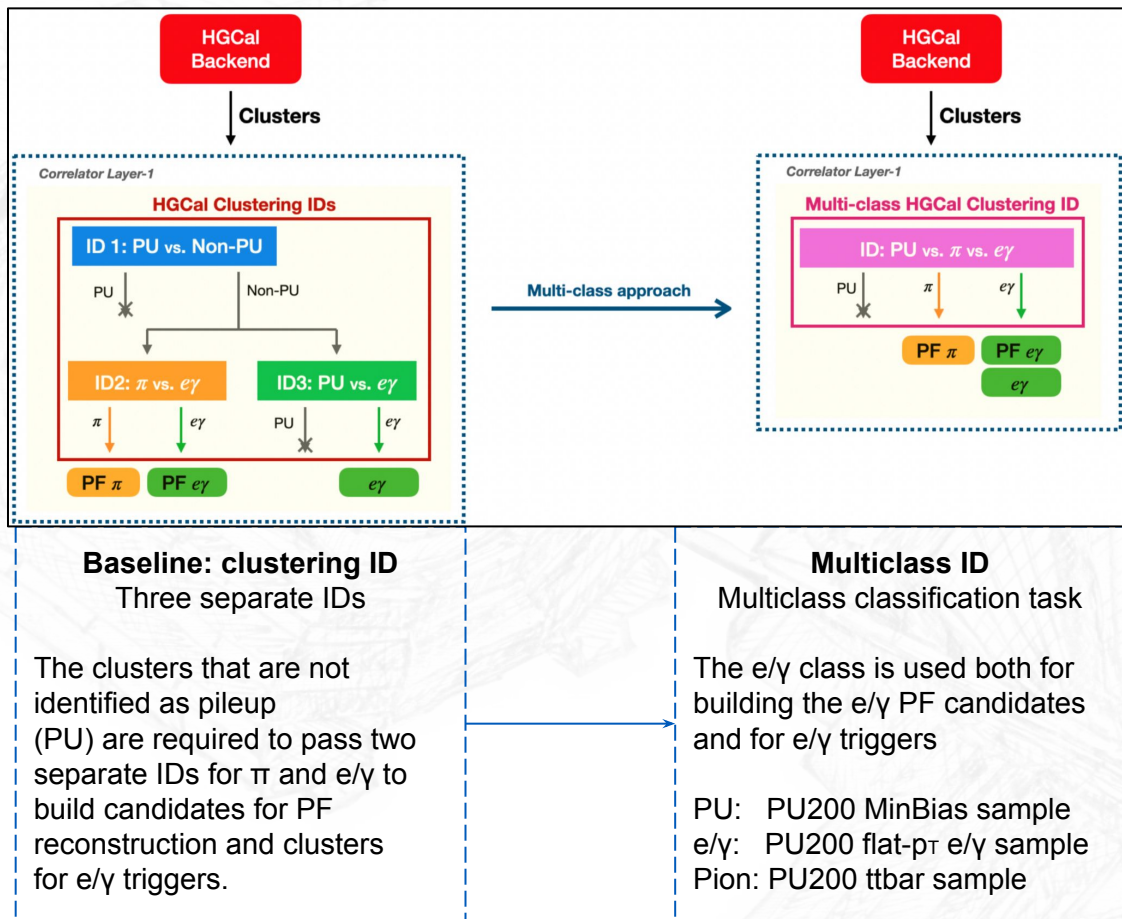 HGCal
Backend
Clusters
Correlator Layer-1
HGCal Clustering IDs
ID 1: PU vs. Non-PU
PU
Non-PU
ID2: π vs. eγ
ID3: PU vs. eγ
π
eγ
PU
eγ
PF π
PF eγ
eγ
Multi-class approach
HGCal
Backend
Clusters
Correlator Layer-1
Multi-class HGCal Clustering ID
ID: PU vs. π vs. eγ
PU
π
eγ
PF π
PF eγ
eγ
Baseline: clustering ID
Three separate IDs
The clusters that are not
identified as pileup
(PU) are required to pass two
separate IDs for π and e/γ to
build candidates for PF
reconstruction and clusters
for e/γ triggers.
Multiclass ID
Multiclass classification task
The e/γ class is used both for
building the e/γ PF candidates
and for e/γ triggers
PU: PU200 MinBias sample
e/γ: PU200 flat-pT e/γ sample
Pion: PU200 ttbar sample